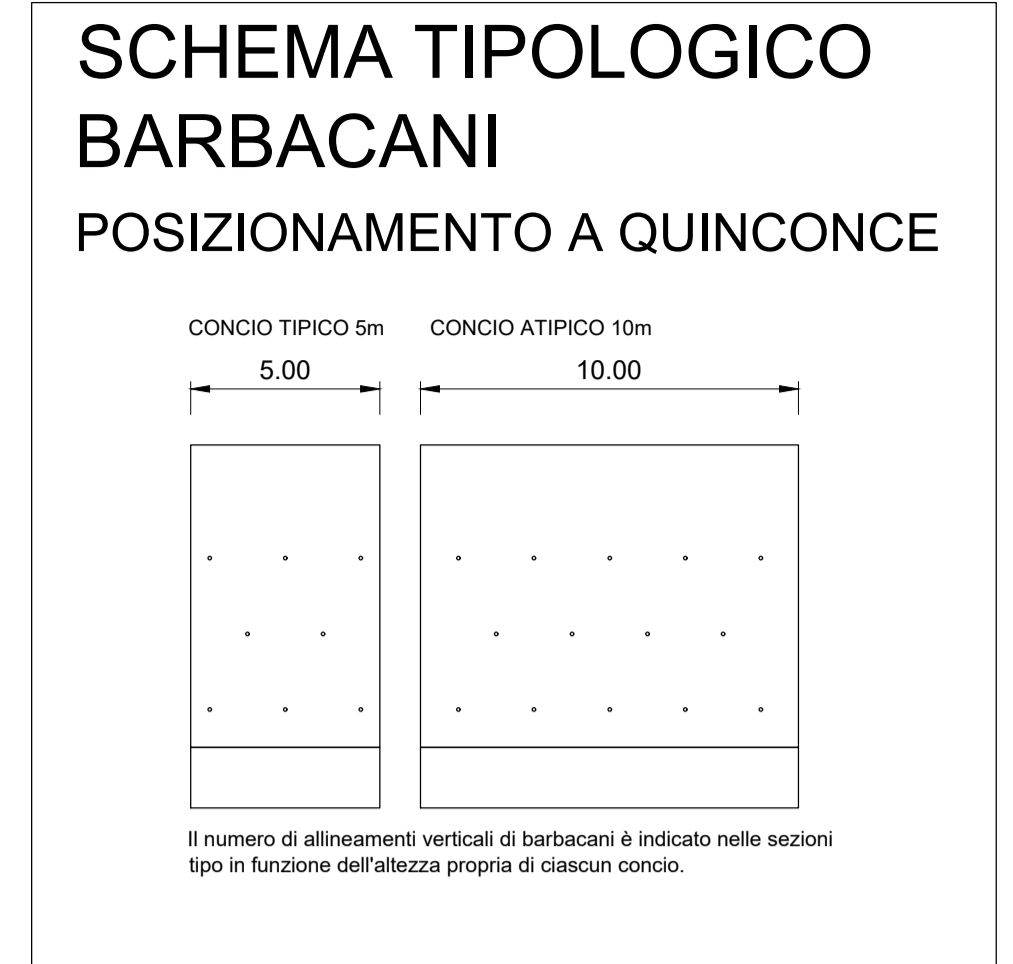 SCHEMA TIPOLOGICO
BARBACANI
POSIZIONAMENTO A QUINCONCE
CONCIO TIPICO 5m
CONCIO ATIPICO 10m
5.00
10.00
Il numero di allineamenti verticali di barbacani è indicato nelle sezioni
tipo in funzione dell'altezza propria di ciascun concio.